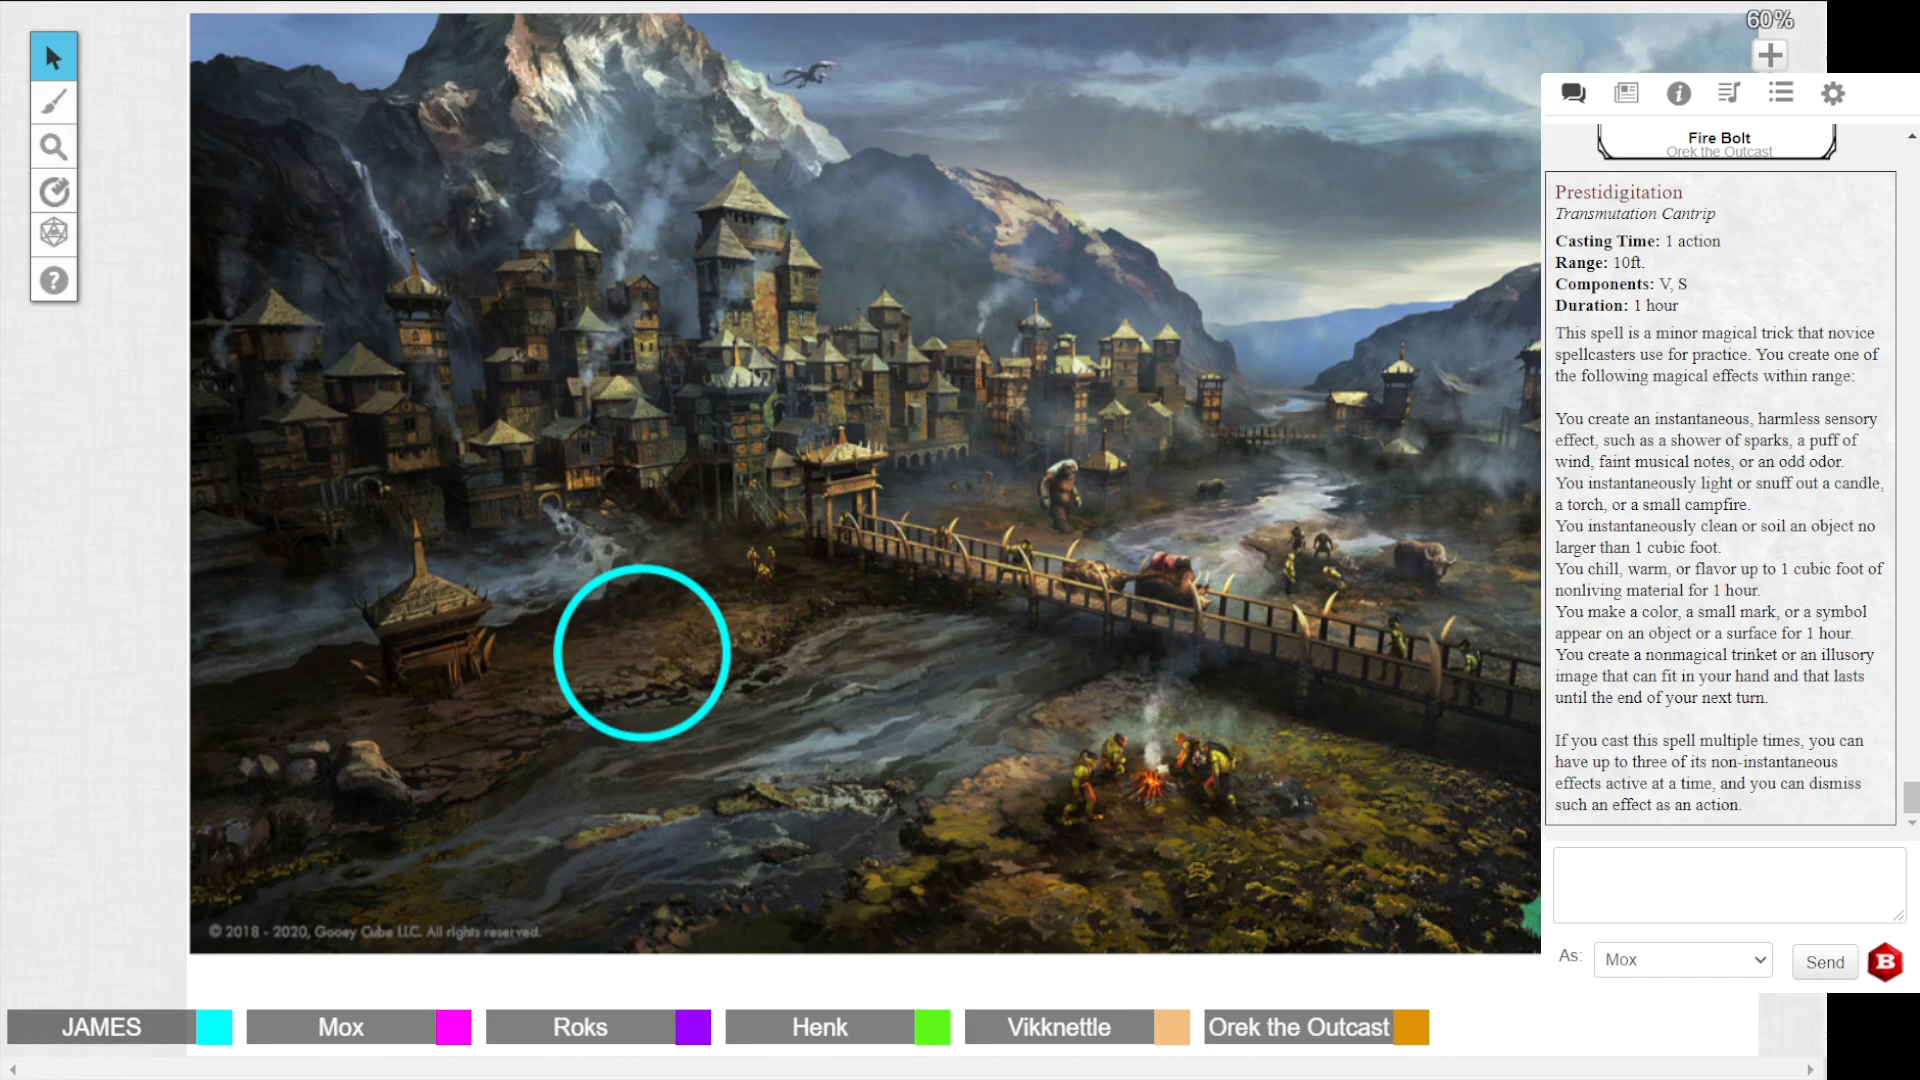 60%
Fire Bolt
Orek the Outcast
Prestidigitation
Transmutation Cantrip
Casting Time: 1 action
Range: 10ft.
Components: V, S
Duration: 1 hour
This spell is a minor magical trick that novice
spellcasters use for practice. You create one of
the following magical effects within range:
You create an instantaneous, harmless sensory
effect, such as a shower of sparks, a puff of
wind, faint musical notes, or an odd odor.
You instantaneously light or snuff out a candle,
a torch, or a small campfire.
You instantaneously clean or soil an object no
larger than 1 cubic foot.
You chill, warm, or flavor up to 1 cubic foot of
nonliving material for 1 hour.
You make a color, a small mark, or a symbol
appear on an object or a surface for 1 hour.
You create a nonmagical trinket or an illusory
image that can fit in your hand and that lasts
until the end of your next turn.
If you cast this spell multiple times, you can
have up to three of its non-instantaneous
effects active at a time, and you can dismiss
such an effect as an action.
© 2018 - 2020, Gooey Cube LLC. All rights reserved.
As: Mox Send B
JAMES Mox Roks Henk Vikknettle Orek the Outcast